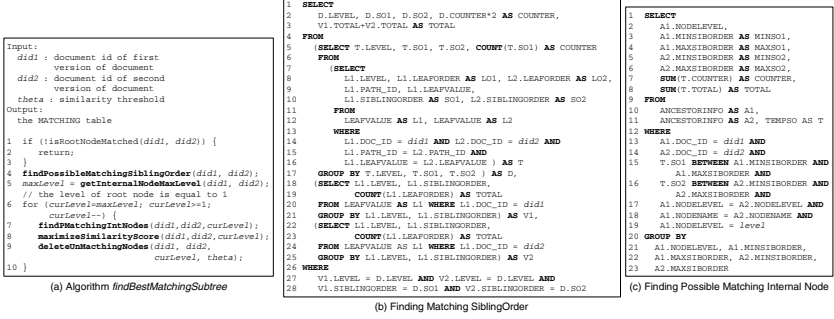 Input:
did1 : document id of first
version of document
did2 : document id of second
version of document
theta : similarity threshold
Output:
the MATCHING table
1 if (!isRootNodeMatched(did1, did2)) {
2 return;
3 }
4 findPossibleMatchingSiblingOrder(did1, did2);
5 maxLevel = getInternalNodeMaxLevel(did1, did2);
// the level of root node is equal to 1
6 for (curLevel=maxLevel; curLevel>=1;
curLevel--) {
7 findPMatchingIntNodes(did1,did2,curLevel);
8 maximizeSimilarityScore(did1,did2,curLevel);
9 deleteUnMacthingNodes(did1, did2,
curLevel, theta);
10 }
(a) Algorithm findBestMatchingSubtree
1 SELECT
2 D.LEVEL, D.SO1, D.SO2, D.COUNTER*2 AS COUNTER,
3 V1.TOTAL+V2.TOTAL AS TOTAL
4 FROM
5 (SELECT T.LEVEL, T.SO1, T.SO2, COUNT(T.SO1) AS COUNTER
6 FROM
7 (SELECT
8 L1.LEVEL, L1.LEAFORDER AS LO1, L2.LEAFORDER AS LO2,
9 L1.PATH_ID, L1.LEAFVALUE,
10 L1.SIBLINGORDER AS SO1, L2.SIBLINGORDER AS SO2
11 FROM
12 LEAFVALUE AS L1, LEAFVALUE AS L2
13 WHERE
14 L1.DOC_ID = did1 AND L2.DOC_ID = did2 AND
15 L1.PATH_ID = L2.PATH_ID AND
16 L1.LEAFVALUE = L2.LEAFVALUE ) AS T
17 GROUP BY T.LEVEL, T.SO1, T.SO2 ) AS D,
18 (SELECT L1.LEVEL, L1.SIBLINGORDER,
19 COUNT(L1.LEAFORDER) AS TOTAL
20 FROM LEAFVALUE AS L1 WHERE L1.DOC_ID = did1
21 GROUP BY L1.LEVEL, L1.SIBLINGORDER) AS V1,
22 (SELECT L1.LEVEL, L1.SIBLINGORDER,
23 COUNT(L1.LEAFORDER) AS TOTAL
24 FROM LEAFVALUE AS L1 WHERE L1.DOC_ID = did2
25 GROUP BY L1.LEVEL, L1.SIBLINGORDER) AS V2
26 WHERE
27 V1.LEVEL = D.LEVEL AND V2.LEVEL = D.LEVEL AND
28 V1.SIBLINGORDER = D.SO1 AND V2.SIBLINGORDER = D.SO2
(b) Finding Matching SiblingOrder
1 SELECT
2 A1.NODELEVEL,
3 A1.MINSIBORDER AS MINSO1,
4 A1.MAXSIBORDER AS MAXSO1,
5 A2.MINSIBORDER AS MINSO2,
6 A2.MAXSIBORDER AS MAXSO2,
7 SUM(T.COUNTER) AS COUNTER,
8 SUM(T.TOTAL) AS TOTAL
9 FROM
10 ANCESTORINFO AS A1,
11 ANCESTORINFO AS A2, TEMPSO AS T
12 WHERE
13 A1.DOC_ID = did1 AND
14 A2.DOC_ID = did2 AND
15 T.SO1 BETWEEN A1.MINSIBORDER AND
A1.MAXSIBORDER AND
16 T.SO2 BETWEEN A2.MINSIBORDER AND
A2.MAXSIBORDER AND
17 A1.NODELEVEL = A2.NODELEVEL AND
18 A1.NODENAME = A2.NODENAME AND
19 A1.NODELEVEL = level
20 GROUP BY
21 A1.NODELEVEL, A1.MINSIBORDER,
22 A1.MAXSIBORDER, A2.MINSIBORDER,
23 A2.MAXSIBORDER
(c) Finding Possible Matching Internal Node